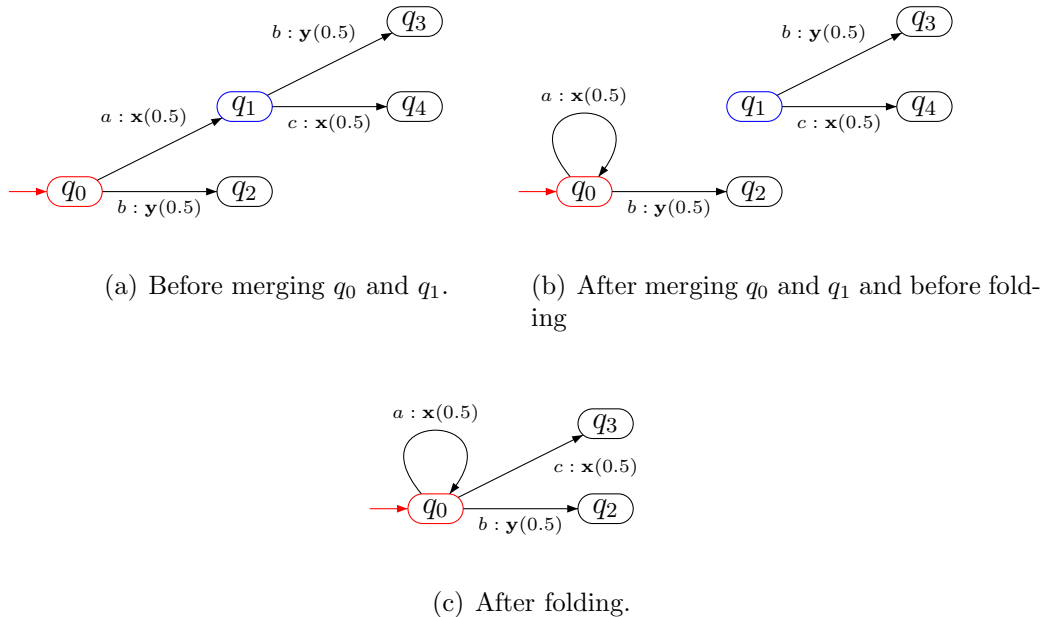 q3
b : y(0.5)
q1
q4
a : x(0.5)
c : x(0.5)
q0
q2
b : y(0.5)
(a) Before merging q0 and q1.
q3
b : y(0.5)
a : x(0.5)
q1
q4
c : x(0.5)
q0
q2
b : y(0.5)
(b) After merging q0 and q1 and before fold-
ing
a : x(0.5)
q3
c : x(0.5)
q0
q2
b : y(0.5)
(c) After folding.